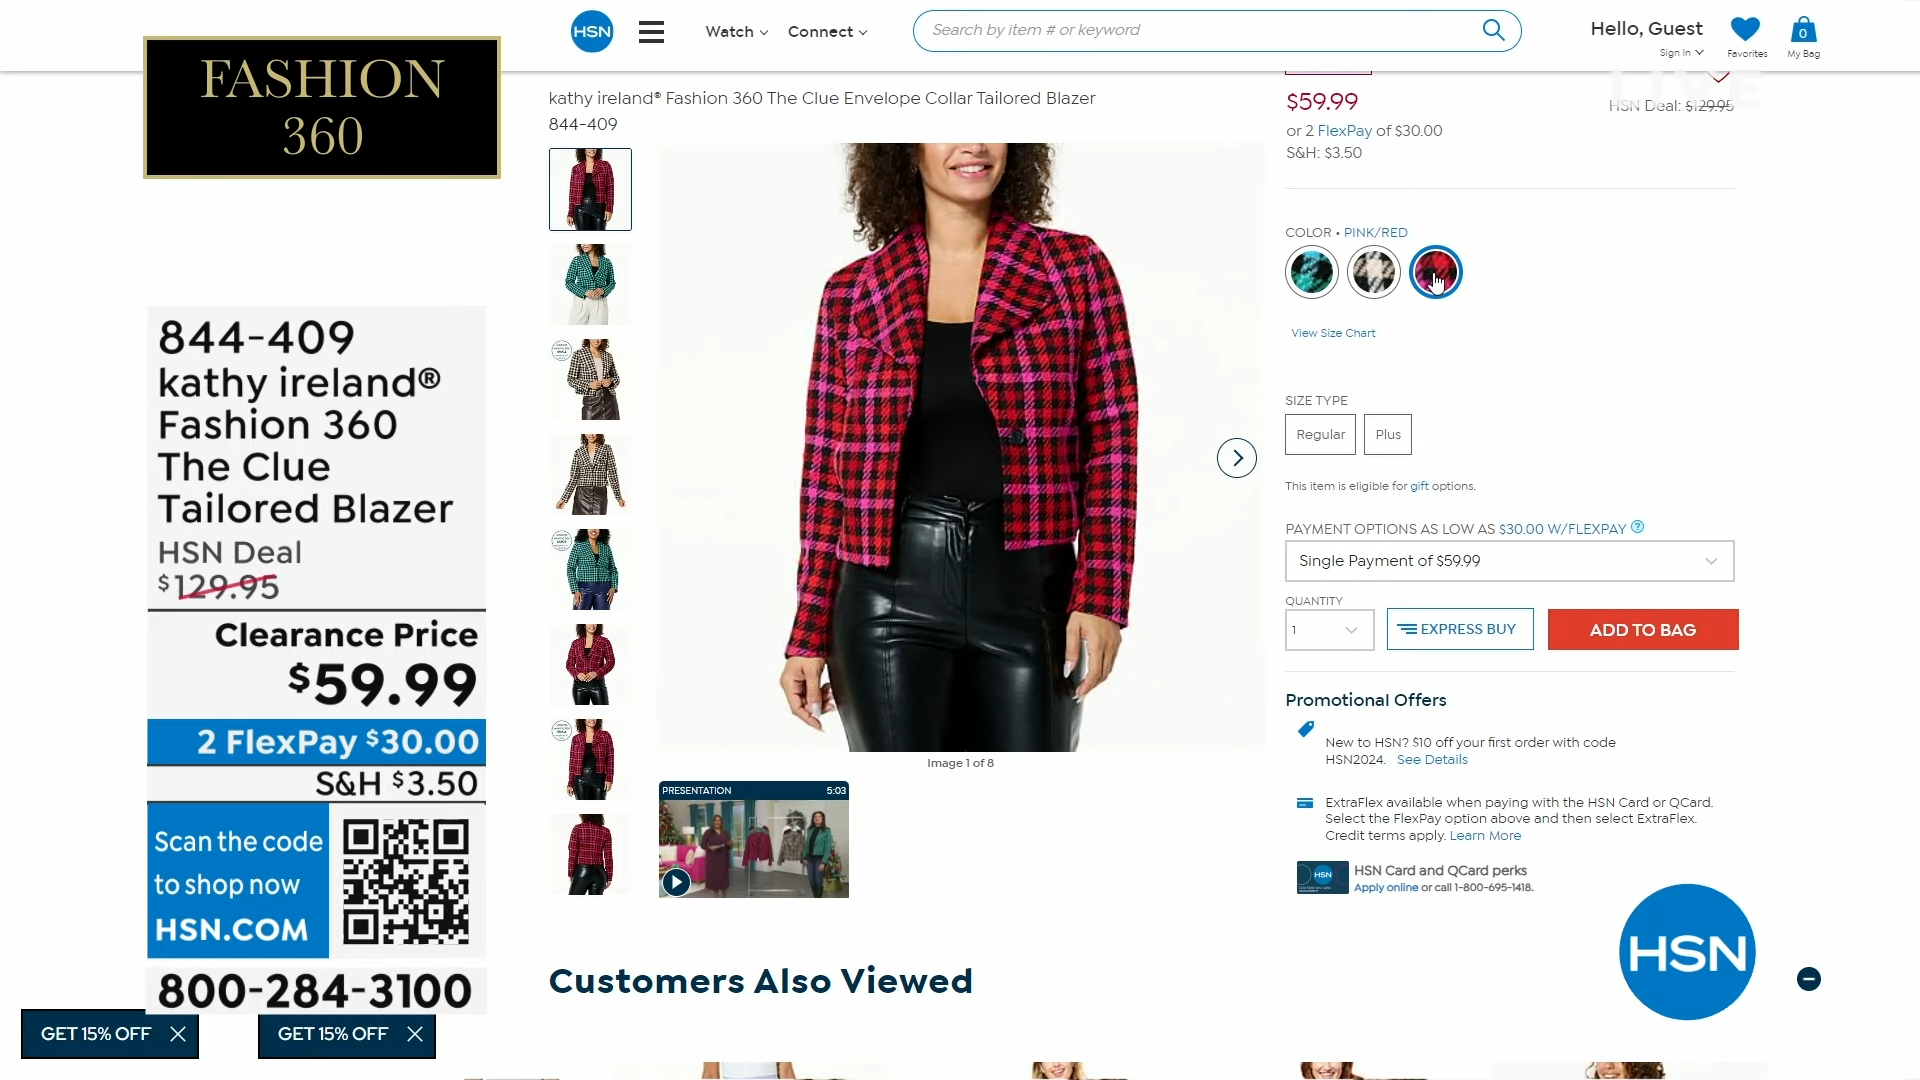 FASHION
360
844-409
kathy ireland®
Fashion 360
The Clue
Tailored Blazer
HSN Deal
$129.95
Clearance Price
$59.99
2 FlexPay $30.00
S&H $3.50
Scan the code
to shop now
HSN.COM
800-284-3100
GET 15% OFF
GET 15% OFF
HSN
Watch
Connect
Search by item # or keyword
Hello, Guest
Sign In
Favorites
0
My Bag
LIVE
kathy ireland® Fashion 360 The Clue Envelope Collar Tailored Blazer
844-409
Image 1 of 8
PRESENTATION 5:03
$59.99
HSN Deal: $129.95
or 2 FlexPay of $30.00
S&H: $3.50
COLOR • PINK/RED
View Size Chart
SIZE TYPE
Regular
Plus
This item is eligible for gift options.
PAYMENT OPTIONS AS LOW AS $30.00 W/FLEXPAY ?
Single Payment of $59.99
QUANTITY
1
EXPRESS BUY
ADD TO BAG
Promotional Offers
New to HSN? $10 off your first order with code
HSN2024. See Details
ExtraFlex available when paying with the HSN Card or QCard.
Select the FlexPay option above and then select ExtraFlex.
Credit terms apply. Learn More
HSN
HSN Card and QCard perks
Apply online or call 1-800-695-1418.
HSN
Customers Also Viewed